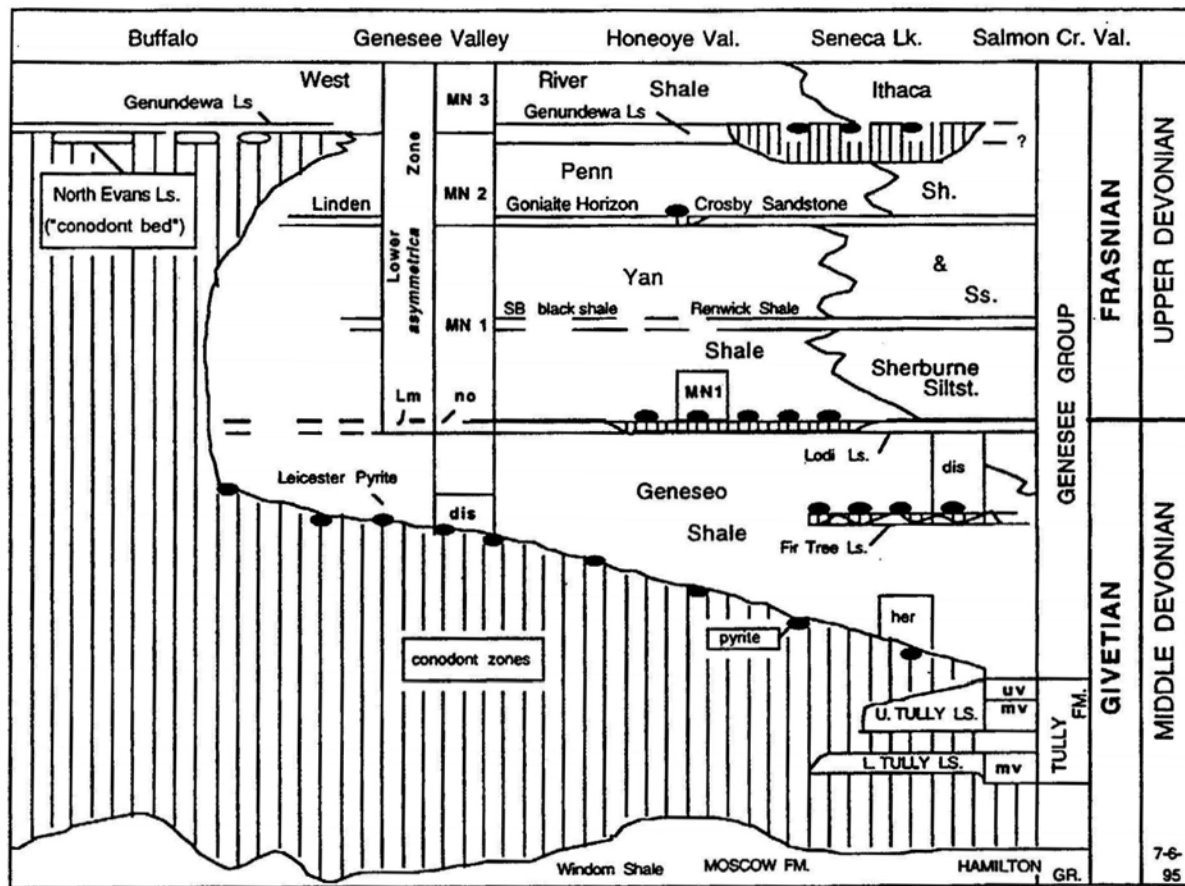 Buffalo Genesee Valley Honeoye Val. Seneca Lk. Salmon Cr. Val.
West River Shale Ithaca
Genundewa Ls
MN 3
Genundewa Ls
?
Zone
North Evans Ls.
("conodont bed")
Penn
MN 2
Sh.
Linden Goniaite Horizon Crosby Sandstone
Lower
asymmetrica
Yan
&
Ss.
SB black shale Renwick Shale
MN 1
Shale
Sherburne
Siltst.
MN1
Lm no
Lodi Ls.
Leicester Pyrite
dis
Geneseo
Shale
dis
Fir Tree Ls.
her
pyrite
conodont zones
uv
mv
U. TULLY LS.
L. TULLY LS.
mv
TULLY
FM.
GENESEE GROUP
FRASNIAN
UPPER DEVONIAN
GIVETIAN
MIDDLE DEVONIAN
Windom Shale MOSCOW FM. HAMILTON GR.
7-6-
95